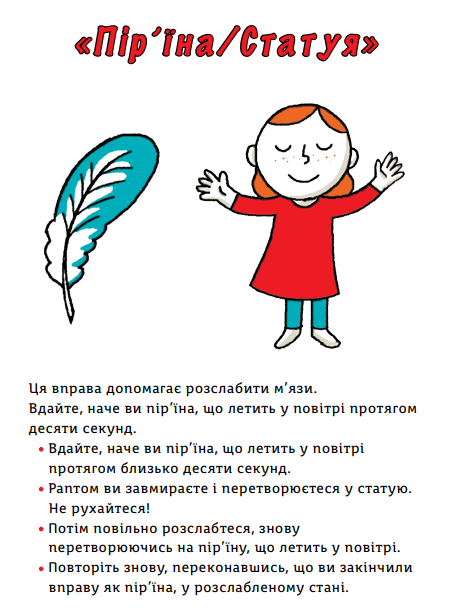 «Пір’їна/Статуя»
Ця вправа допомагає розслабити м’язи.
Вдайте, наче ви пір’їна, що летить у повітрі протягом
десяти секунд.
• Вдайте, наче ви пір’їна, що летить у повітрі
протягом близько десяти секунд.
• Раптом ви завмираєте і перетворюєтеся у статую.
Не рухайтеся!
• Потім повільно розслабтеся, знову
перетворюючись на пір’їну, що летить у повітрі.
• Повторіть знову, переконавшись, що ви закінчили
вправу як пір’їна, у розслабленому стані.